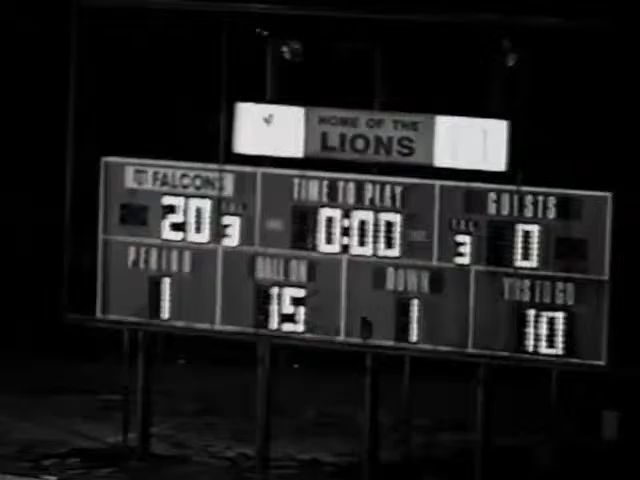 HOME OF THE
LIONS
FALCONS
TIME TO PLAY
GUESTS
20 3
0:00
3 0
PERIOD
BALL ON
DOWN
YDS TO GO
1
15
1
10